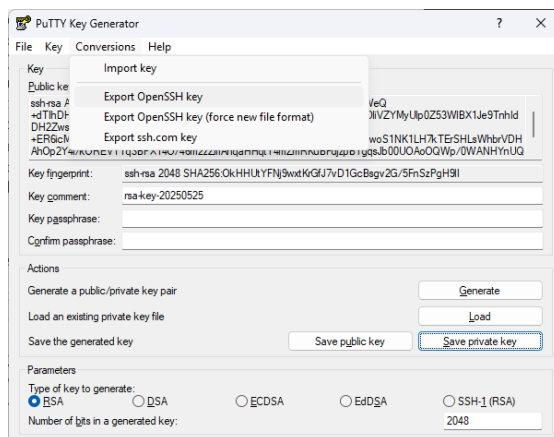 PuTTY Key Generator ? X
File Key Conversions Help
Import key
Export OpenSSH key
Export OpenSSH key (force new file format)
Export ssh.com key
Key
Public key
ssh-rsa
DH2Zws
Key fingerprint: ssh-rsa 2048 SHA256:OkHHUtYFNj9wxtKrGfJ7vD1GcBsgv2G/5FnSzPgH9lI
Key comment: rsa-key-20250525
Key passphrase:
Confirm passphrase:
Actions
Generate a public/private key pair Generate
Load an existing private key file Load
Save the generated key Save public key Save private key
Parameters
Type of key to generate:
RSA DSA ECDSA EdDSA SSH-1 (RSA)
Number of bits in a generated key: 2048